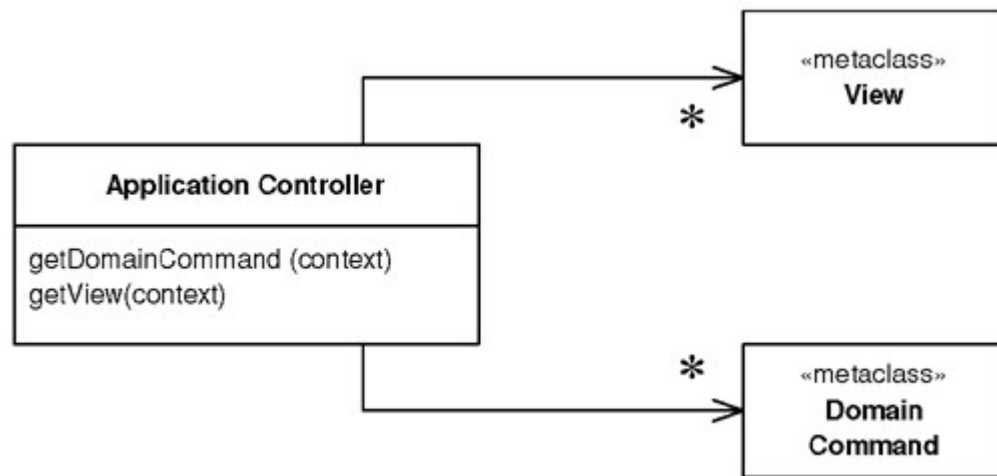 «metaclass»
View
*
Application Controller
getDomainCommand (context)
getView(context)
*
«metaclass»
Domain
Command